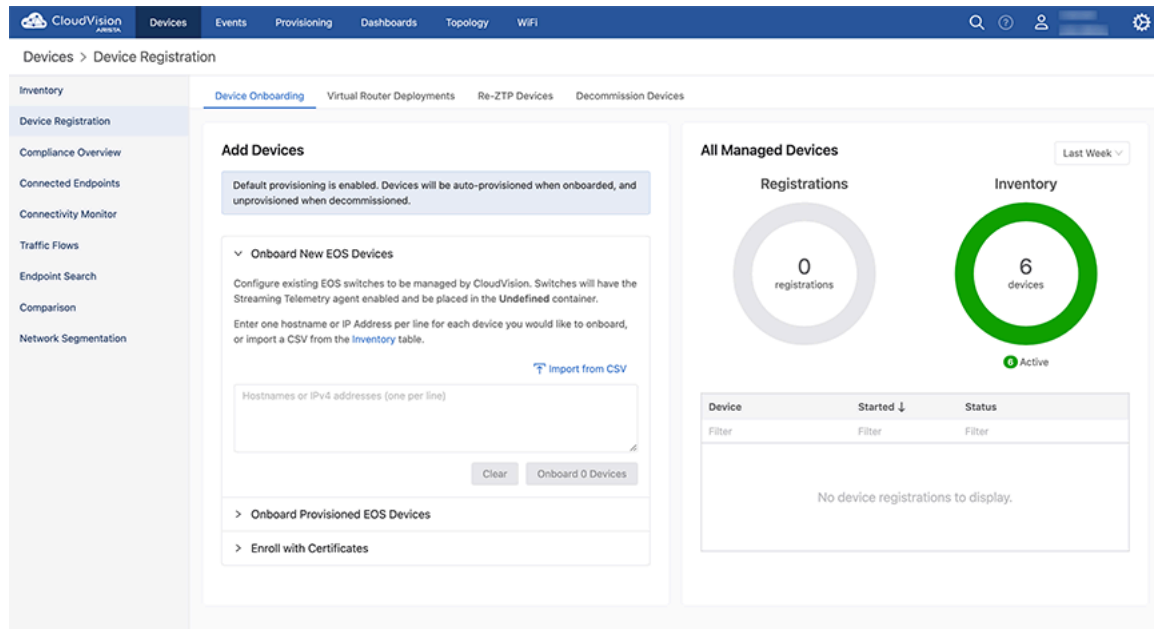 CloudVision
ARISTA
Devices
Events
Provisioning
Dashboards
Topology
WiFi
Devices > Device Registration
Inventory
Device Registration
Compliance Overview
Connected Endpoints
Connectivity Monitor
Traffic Flows
Endpoint Search
Comparison
Network Segmentation
Device Onboarding
Virtual Router Deployments
Re-ZTP Devices
Decommission Devices
Add Devices
Default provisioning is enabled. Devices will be auto-provisioned when onboarded, and
unprovisioned when decommissioned.
Onboard New EOS Devices
Configure existing EOS switches to be managed by CloudVision. Switches will have the
Streaming Telemetry agent enabled and be placed in the Undefined container.
Enter one hostname or IP Address per line for each device you would like to onboard,
or import a CSV from the Inventory table.
Import from CSV
Hostnames or IPv4 addresses (one per line)
Clear
Onboard 0 Devices
> Onboard Provisioned EOS Devices
> Enroll with Certificates
All Managed Devices
Last Week
Registrations
0
registrations
Inventory
6
devices
6 Active
Device
Started ↓
Status
Filter
Filter
Filter
No device registrations to display.